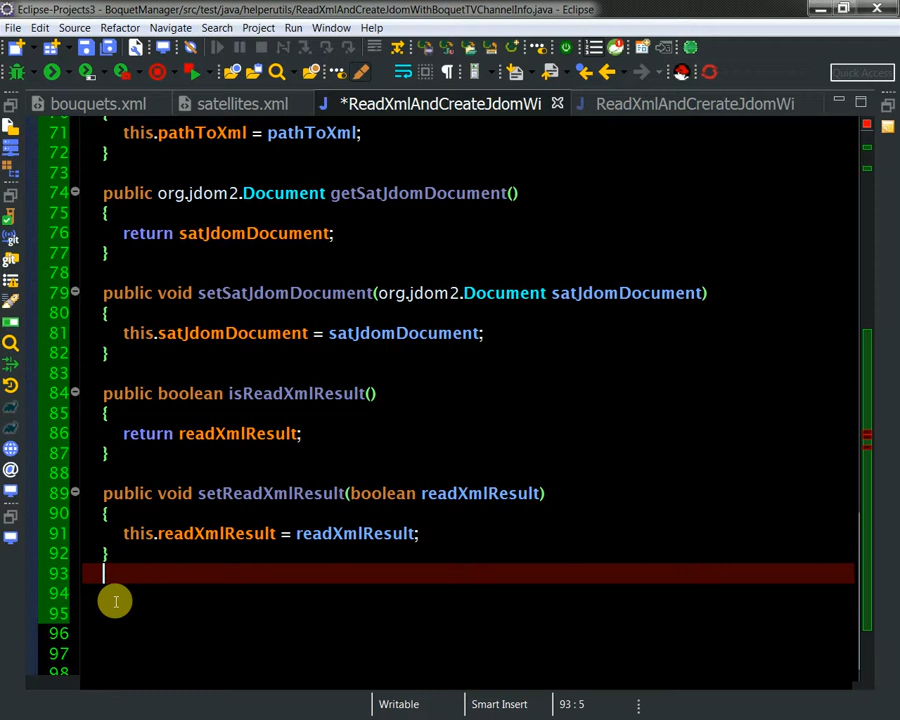 Eclipse-Projects3 - BoquetManager/src/test/java/helperutils/ReadXmlAndCreateJdomWithBoquetTVChannelInfo.java - Eclipse
File Edit Source Refactor Navigate Search Project Run Window Help
Quick Access
bouquets.xml satellites.xml *ReadXmlAndCreateJdomWi ReadXmlAndCrerateJdomWi
71 this.pathToXml = pathToXml;
72 }
73
74 public org.jdom2.Document getSatJdomDocument()
75 {
76 return satJdomDocument;
77 }
78
79 public void setSatJdomDocument(org.jdom2.Document satJdomDocument)
80 {
81 this.satJdomDocument = satJdomDocument;
82 }
83
84 public boolean isReadXmlResult()
85 {
86 return readXmlResult;
87 }
88
89 public void setReadXmlResult(boolean readXmlResult)
90 {
91 this.readXmlResult = readXmlResult;
92 }
93
94
95
96
97
98
Writable Smart Insert 93 : 5